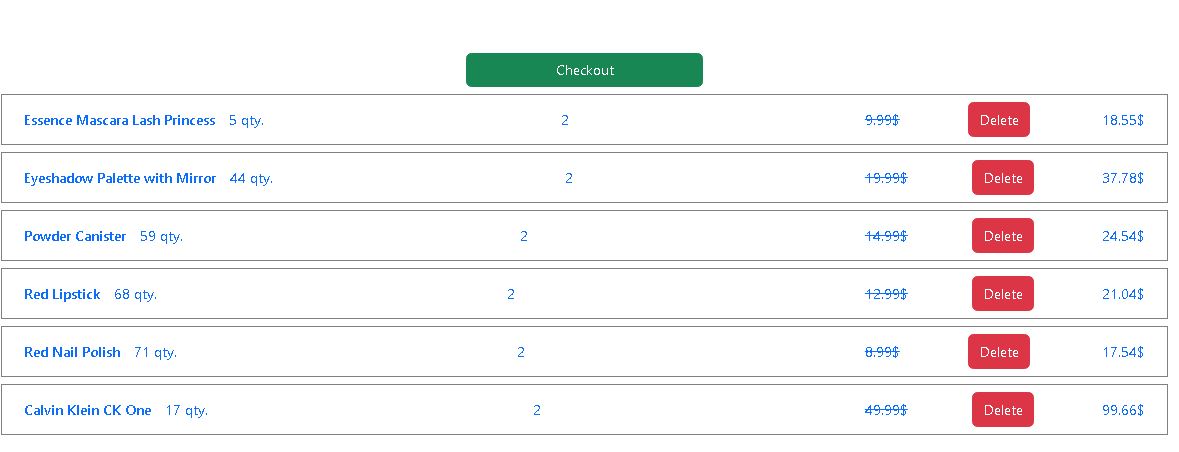 Checkout
Essence Mascara Lash Princess 5 qty. 2 9.99$ Delete 18.55$
Eyeshadow Palette with Mirror 44 qty. 2 19.99$ Delete 37.78$
Powder Canister 59 qty. 2 14.99$ Delete 24.54$
Red Lipstick 68 qty. 2 12.99$ Delete 21.04$
Red Nail Polish 71 qty. 2 8.99$ Delete 17.54$
Calvin Klein CK One 17 qty. 2 49.99$ Delete 99.66$